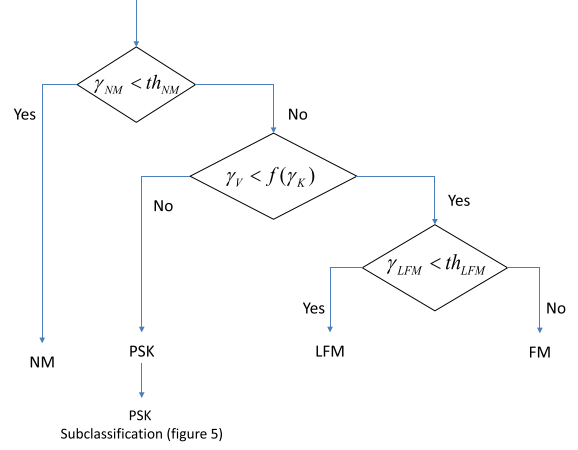 γ_NM < th_NM
Yes
No
γ_V < f(γ_K)
No
Yes
γ_LFM < th_LFM
Yes
No
NM
PSK
LFM
FM
PSK
Subclassification (figure 5)